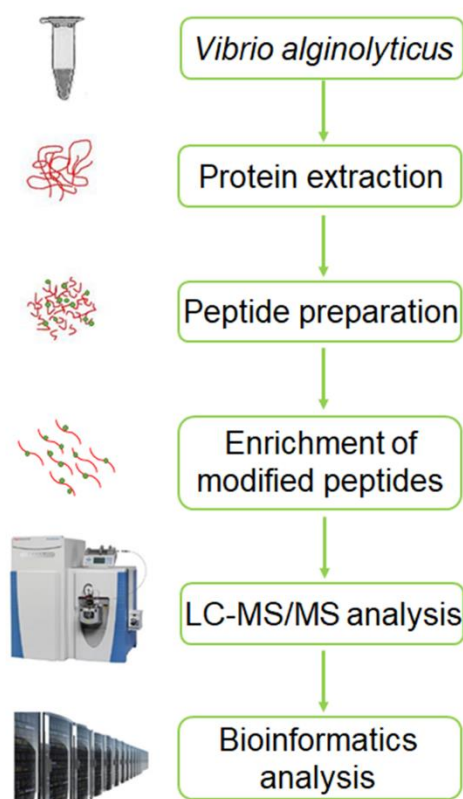 Vibrio alginolyticus
Protein extraction
Peptide preparation
Enrichment of
modified peptides
LC-MS/MS analysis
Bioinformatics
analysis